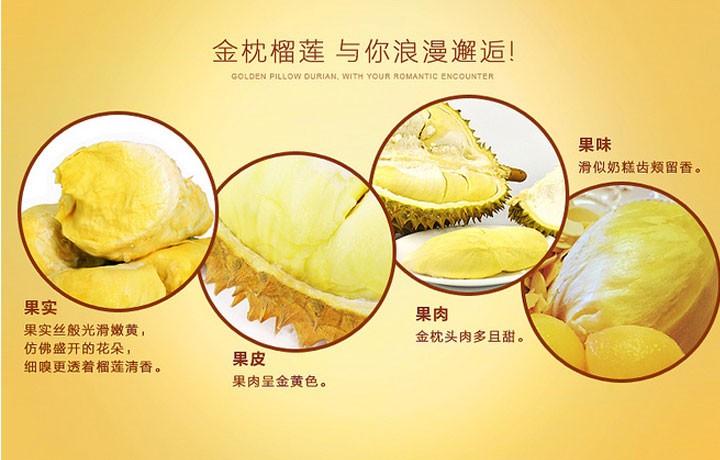 金枕榴莲 与你浪漫邂逅!
GOLDEN PILLOW DURIAN, WITH YOUR ROMANTIC ENCOUNTER
果实
果实丝般光滑嫩黄，
仿佛盛开的花朵，
细嗅更透着榴莲清香。
果皮
果肉呈金黄色。
果肉
金枕头肉多且甜。
果味
滑似奶糕齿颊留香。